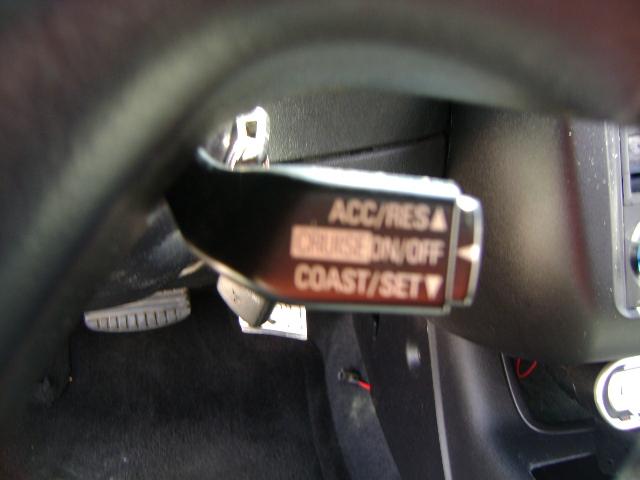 ACC/RES▲
CRUISE ON/OFF
COAST/SET▼